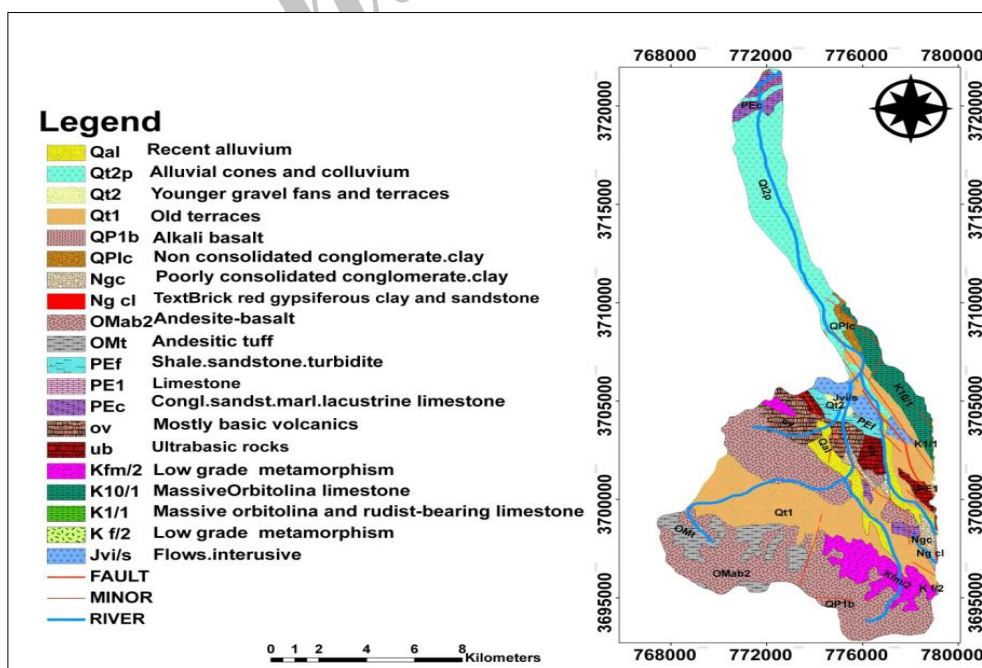 768000 772000 776000 780000
Legend
Qal Recent alluvium
Qt2p Alluvial cones and colluvium
Qt2 Younger gravel fans and terraces
Qt1 Old terraces
QP1b Alkali basalt
QPlc Non consolidated conglomerate.clay
Ngc Poorly consolidated conglomerate.clay
Ng cl TextBrick red gypsiferous clay and sandstone
OMab2 Andesite-basalt
OMt Andesitic tuff
PEf Shale.sandstone.turbidite
PE1 Limestone
PEc Congl.sandst.marl.lacustrine limestone
ov Mostly basic volcanics
ub Ultrabasic rocks
Kfm/2 Low grade metamorphism
K10/1 MassiveOrbitolina limestone
K1/1 Massive orbitolina and rudist-bearing limestone
K f/2 Low grade metamorphism
Jvi/s Flows.interusive
FAULT
MINOR
RIVER
0 1 2 4 6 8 Kilometers
3720000
3715000
3710000
3705000
3700000
3695000
PEc
Qt2p
QPlc
K10/1
Jvi/s
Qt2
PEf
K1/1
Qal
PE1
Qt1
Ngc
OMt
Ng cl
OMab2
Kfm/2
K f/2
QP1b
3720000
3715000
3710000
3705000
3700000
3695000
768000 772000 776000 780000